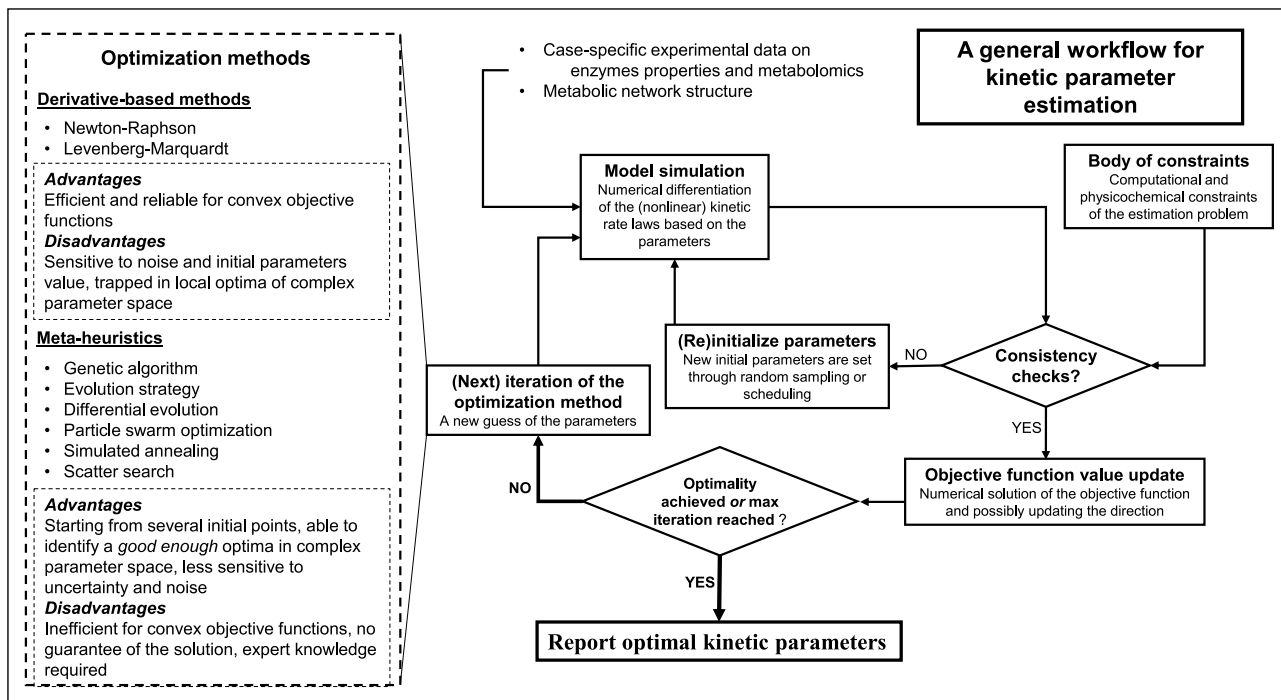 Optimization methods
Derivative-based methods
• Newton-Raphson
• Levenberg-Marquardt
Advantages
Efficient and reliable for convex objective
functions
Disadvantages
Sensitive to noise and initial parameters
value, trapped in local optima of complex
parameter space
Meta-heuristics
• Genetic algorithm
• Evolution strategy
• Differential evolution
• Particle swarm optimization
• Simulated annealing
• Scatter search
Advantages
Starting from several initial points, able to
identify a good enough optima in complex
parameter space, less sensitive to
uncertainty and noise
Disadvantages
Inefficient for convex objective functions, no
guarantee of the solution, expert knowledge
required
• Case-specific experimental data on
enzymes properties and metabolomics
• Metabolic network structure
A general workflow for
kinetic parameter
estimation
Model simulation
Numerical differentiation
of the (nonlinear) kinetic
rate laws based on the
parameters
Body of constraints
Computational and
physicochemical constraints
of the estimation problem
(Re)initialize parameters
New initial parameters are set
through random sampling or
scheduling
NO
Consistency
checks?
YES
(Next) iteration of the
optimization method
A new guess of the parameters
Objective function value update
Numerical solution of the objective function
and possibly updating the direction
NO
Optimality
achieved or max
iteration reached ?
YES
Report optimal kinetic parameters